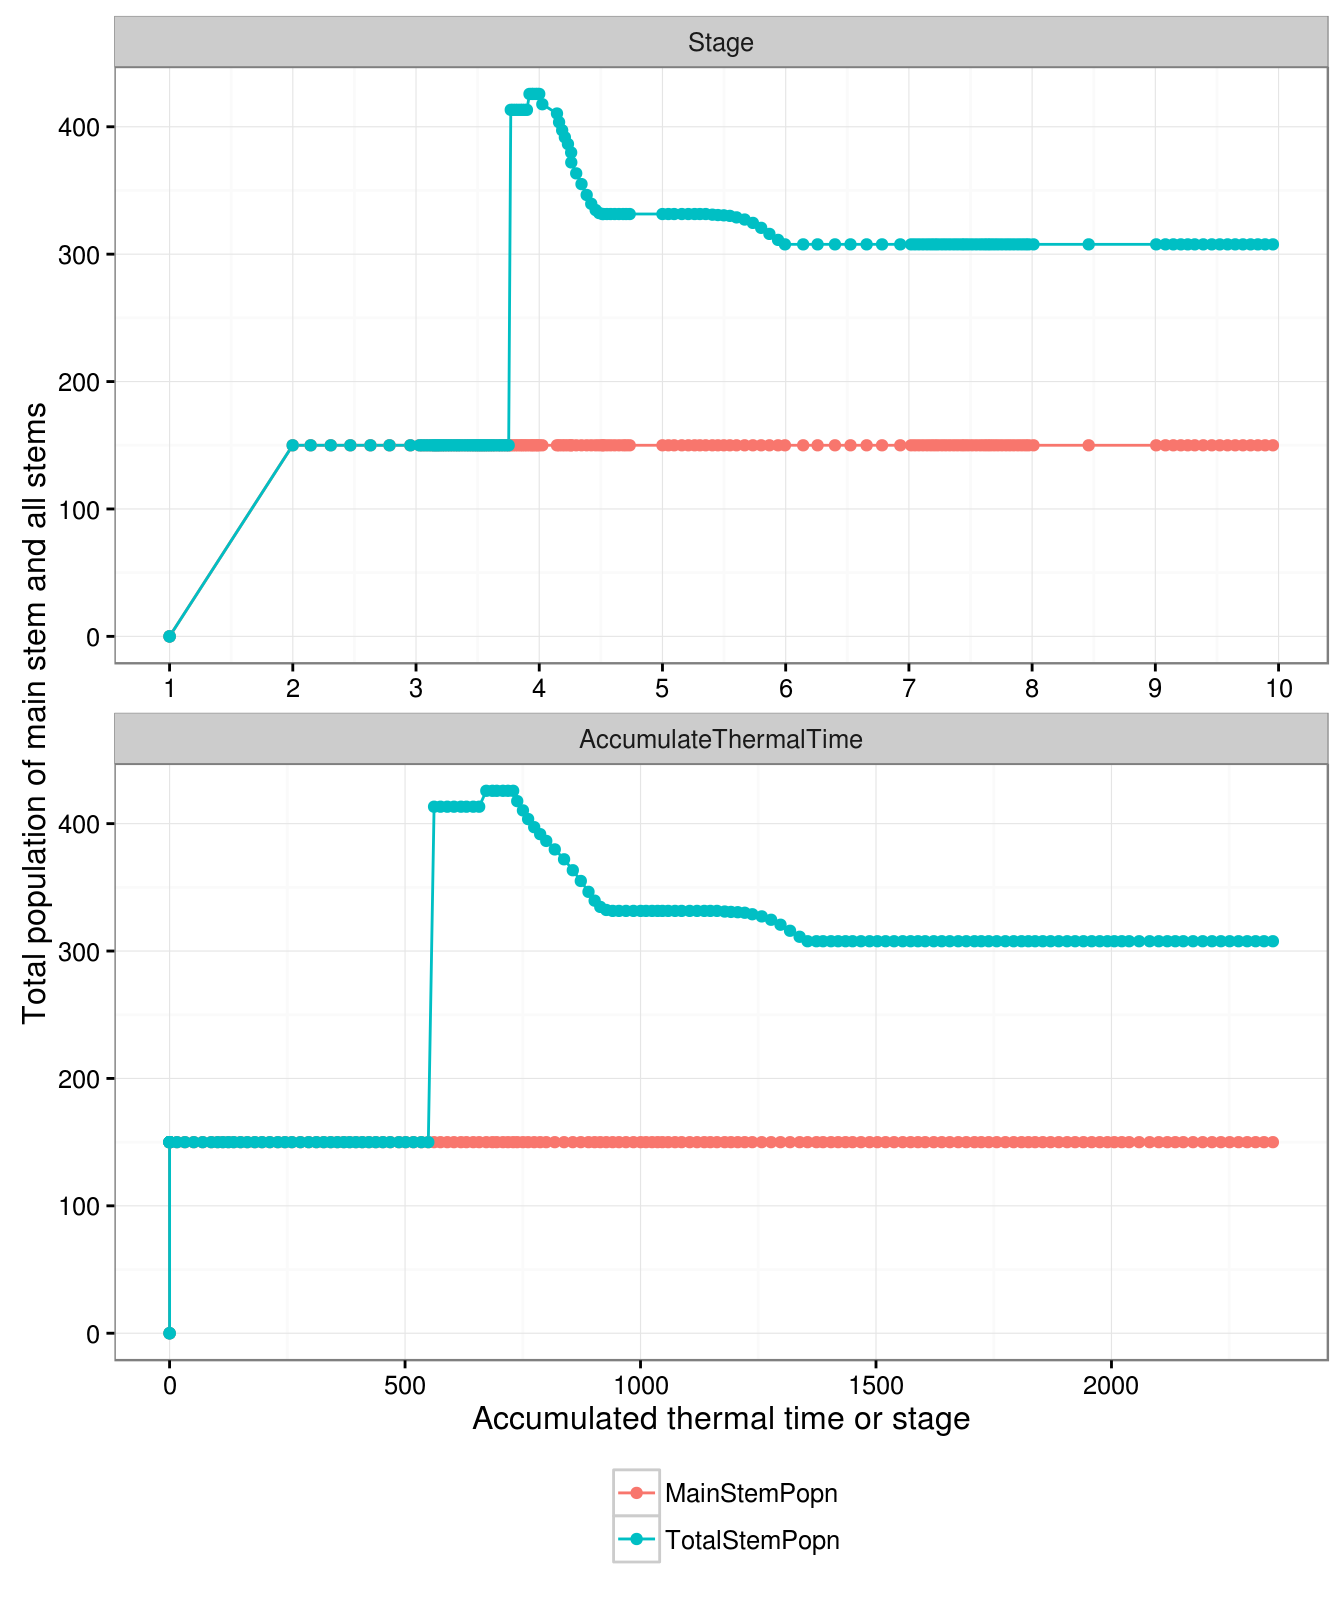 Stage
400
300
200
100
0
1 2 3 4 5 6 7 8 9 10
Total population of main stem and all stems
AccumulateThermalTime
400
300
200
100
0
0 500 1000 1500 2000
Accumulated thermal time or stage
MainStemPopn
TotalStemPopn